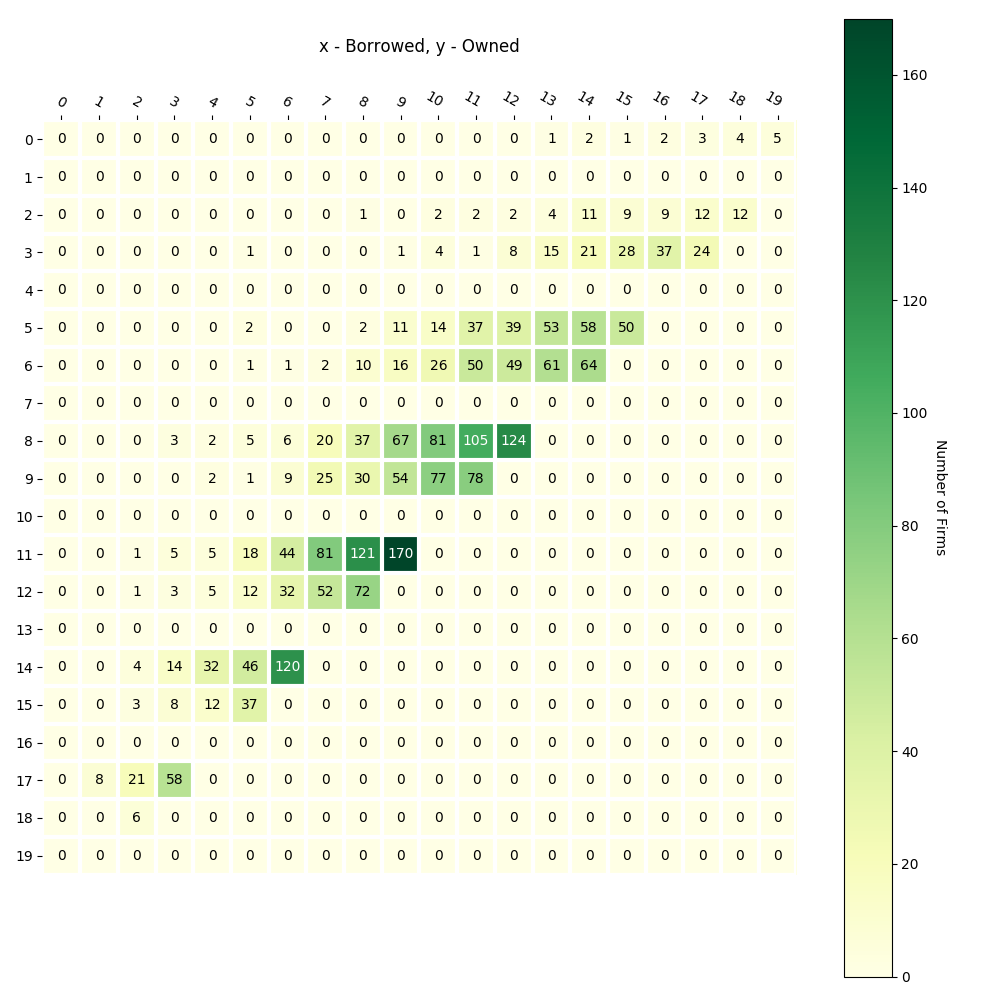 x - Borrowed, y - Owned
0 1 2 3 4 5 6 7 8 9 10 11 12 13 14 15 16 17 18 19
0 0 0 0 0 0 0 0 0 0 0 0 0 0 1 2 1 2 3 4 5
1 0 0 0 0 0 0 0 0 0 0 0 0 0 0 0 0 0 0 0 0
2 0 0 0 0 0 0 0 0 1 0 2 2 2 4 11 9 9 12 12 0
3 0 0 0 0 0 1 0 0 0 1 4 1 8 15 21 28 37 24 0 0
4 0 0 0 0 0 0 0 0 0 0 0 0 0 0 0 0 0 0 0 0
5 0 0 0 0 0 2 0 0 2 11 14 37 39 53 58 50 0 0 0 0
6 0 0 0 0 0 1 1 2 10 16 26 50 49 61 64 0 0 0 0 0
7 0 0 0 0 0 0 0 0 0 0 0 0 0 0 0 0 0 0 0 0
8 0 0 0 3 2 5 6 20 37 67 81 105 124 0 0 0 0 0 0 0
9 0 0 0 0 2 1 9 25 30 54 77 78 0 0 0 0 0 0 0 0
10 0 0 0 0 0 0 0 0 0 0 0 0 0 0 0 0 0 0 0 0
11 0 0 1 5 5 18 44 81 121 170 0 0 0 0 0 0 0 0 0 0
12 0 0 1 3 5 12 32 52 72 0 0 0 0 0 0 0 0 0 0 0
13 0 0 0 0 0 0 0 0 0 0 0 0 0 0 0 0 0 0 0 0
14 0 0 4 14 32 46 120 0 0 0 0 0 0 0 0 0 0 0 0 0
15 0 0 3 8 12 37 0 0 0 0 0 0 0 0 0 0 0 0 0 0
16 0 0 0 0 0 0 0 0 0 0 0 0 0 0 0 0 0 0 0 0
17 0 8 21 58 0 0 0 0 0 0 0 0 0 0 0 0 0 0 0 0
18 0 0 6 0 0 0 0 0 0 0 0 0 0 0 0 0 0 0 0 0
19 0 0 0 0 0 0 0 0 0 0 0 0 0 0 0 0 0 0 0 0
160
140
120
100
80
60
40
20
0
Number of Firms